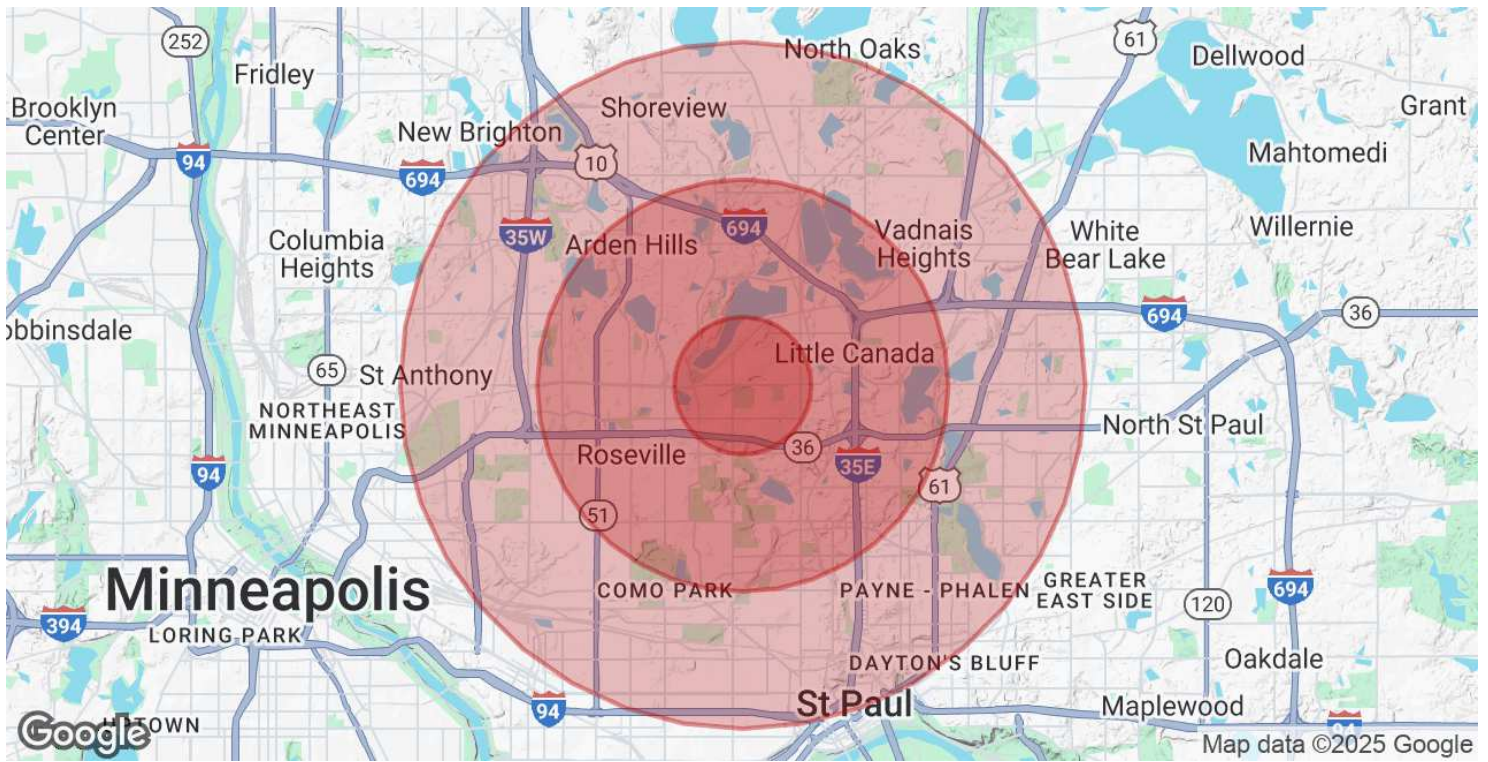 252
Fridley
North Oaks
61
Dellwood
Brooklyn
Center
Shoreview
Grant
New Brighton
94
694
10
Mahtomedi
35W
Columbia
Heights
Arden Hills
694
Vadnais
Heights
White
Bear Lake
Willernie
obbinsdale
694
36
65
St Anthony
Little Canada
NORTHEAST
MINNEAPOLIS
North St Paul
94
Roseville
36
35E
61
51
Minneapolis
COMO PARK
PAYNE - PHALEN
GREATER
EAST SIDE
694
120
394
LORING PARK
DAYTON'S BLUFF
Oakdale
94
St Paul
Maplewood
94
UPTOWN
Google
Map data ©2025 Google